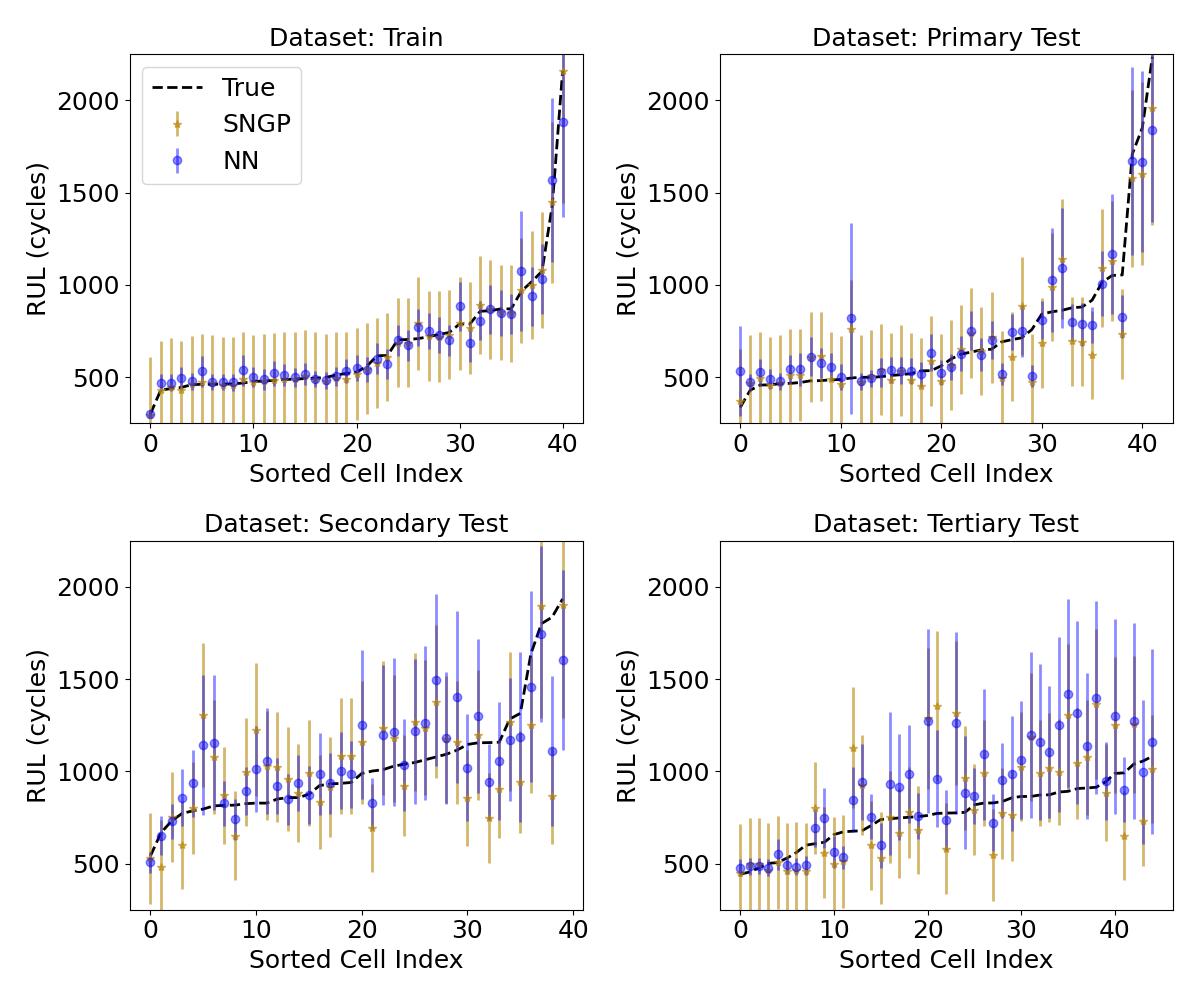 Dataset: Train
RUL (cycles)
2000
1500
1000
500
True
SNGP
NN
0 10 20 30 40
Sorted Cell Index
Dataset: Primary Test
RUL (cycles)
2000
1500
1000
500
0 10 20 30 40
Sorted Cell Index
Dataset: Secondary Test
RUL (cycles)
2000
1500
1000
500
0 10 20 30 40
Sorted Cell Index
Dataset: Tertiary Test
RUL (cycles)
2000
1500
1000
500
0 10 20 30 40
Sorted Cell Index